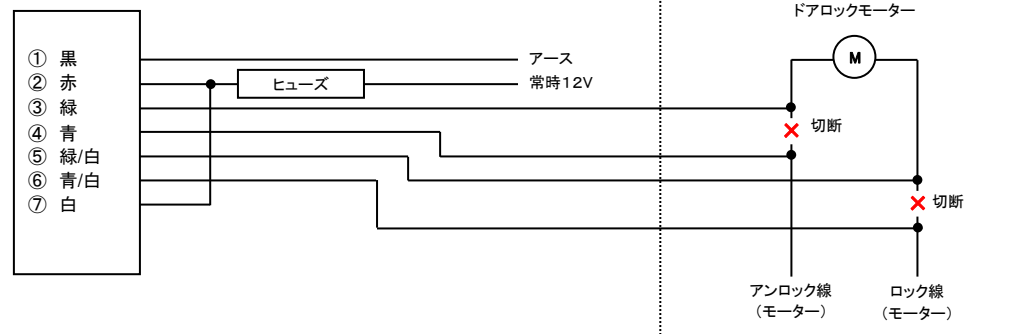 ドアロックモーター
M
① 黒
② 赤
③ 緑
④ 青
⑤ 緑/白
⑥ 青/白
⑦ 白
アース
ヒューズ
常時12V
切断
切断
アンロック線
（モーター）
ロック線
（モーター）